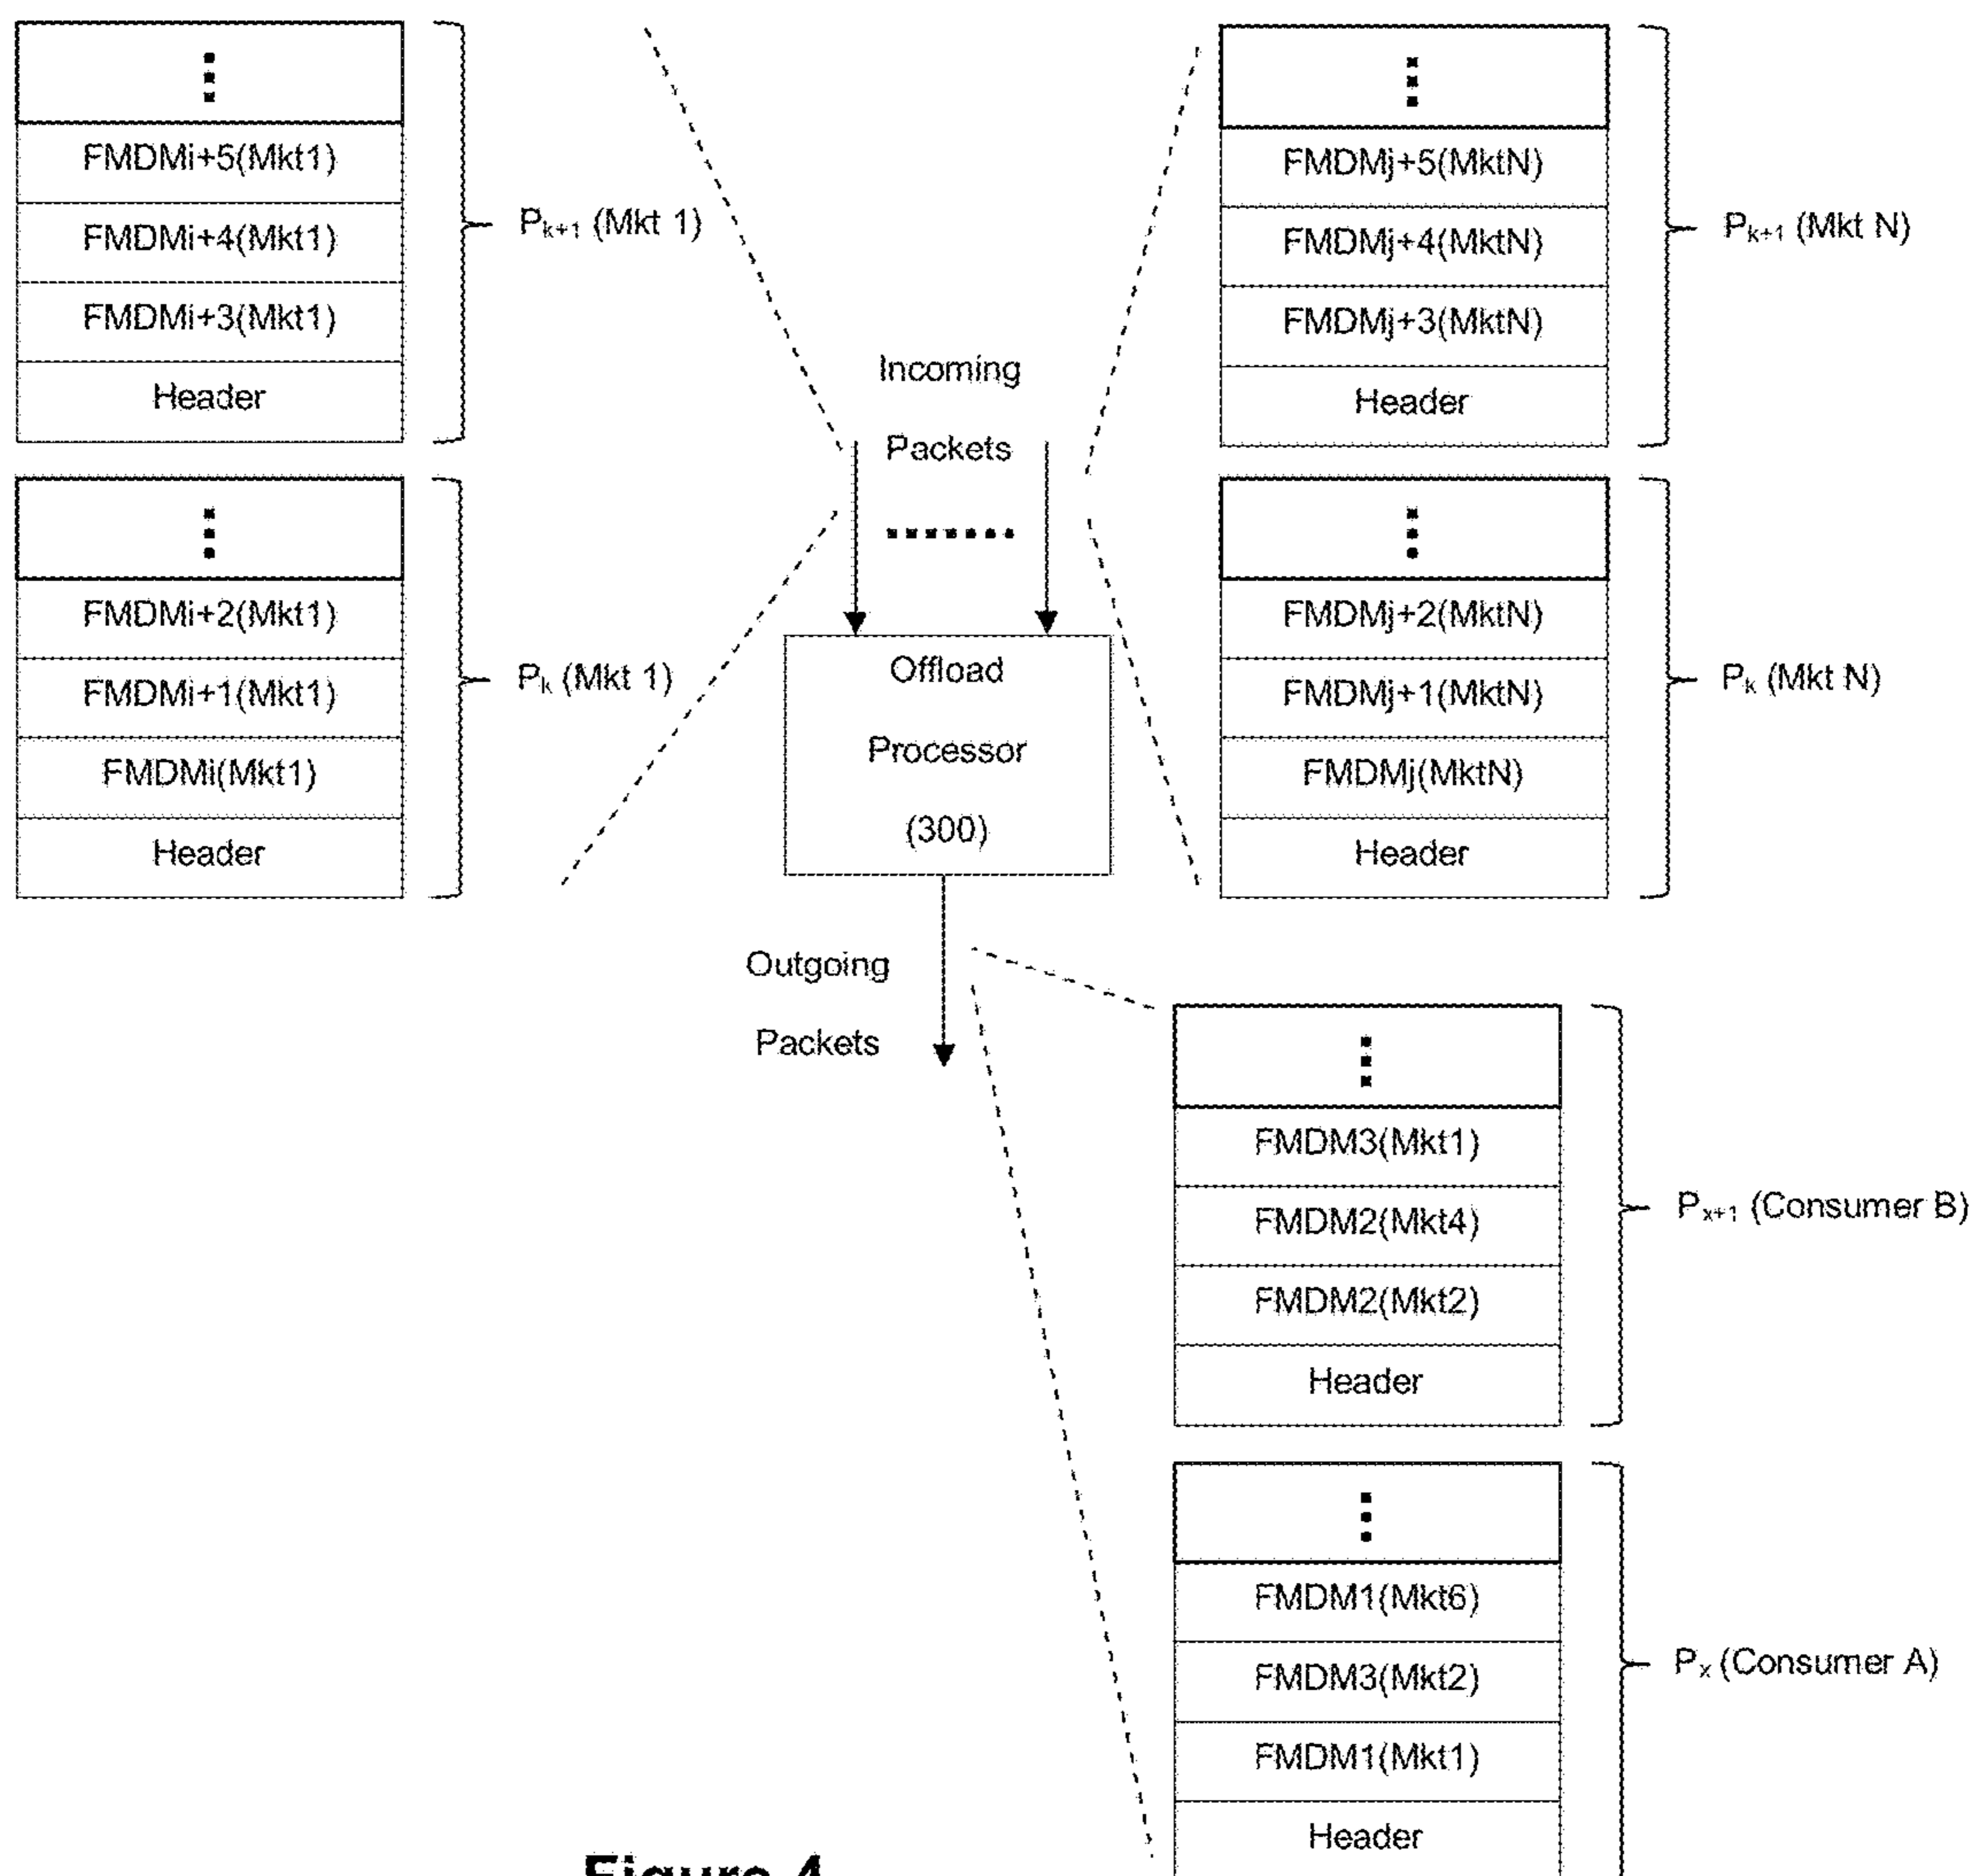 FMDMi+5(Mkt1)
FMDMi+4(Mkt1)
FMDMi+3(Mkt1)
Header
Pk+1 (Mkt 1)
FMDMi+2(Mkt1)
FMDMi+1(Mkt1)
FMDMi(Mkt1)
Header
Pk (Mkt 1)
Incoming
Packets
Offload
Processor
(300)
FMDMj+5(MktN)
FMDMj+4(MktN)
FMDMj+3(MktN)
Header
Pk+1 (Mkt N)
FMDMj+2(MktN)
FMDMj+1(MktN)
FMDMj(MktN)
Header
Pk (Mkt N)
Outgoing
Packets
FMDM3(Mkt1)
FMDM2(Mkt4)
FMDM2(Mkt2)
Header
Px+1 (Consumer B)
FMDM1(Mkt6)
FMDM3(Mkt2)
FMDM1(Mkt1)
Header
Px (Consumer A)
Figure 4